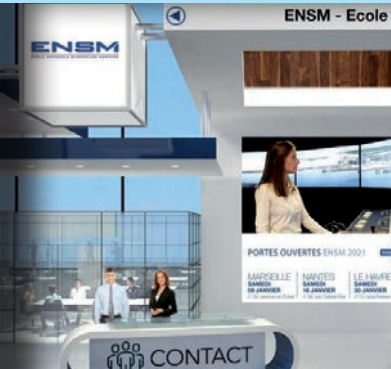 ENSM - Ecole
ENSM
PORTES OUVERTES ENSM 2021
MARSEILLE
SAMEDI
09 JANVIER
NANTES
SAMEDI
16 JANVIER
LE HAVRE
SAMEDI
30 JANVIER
CONTACT